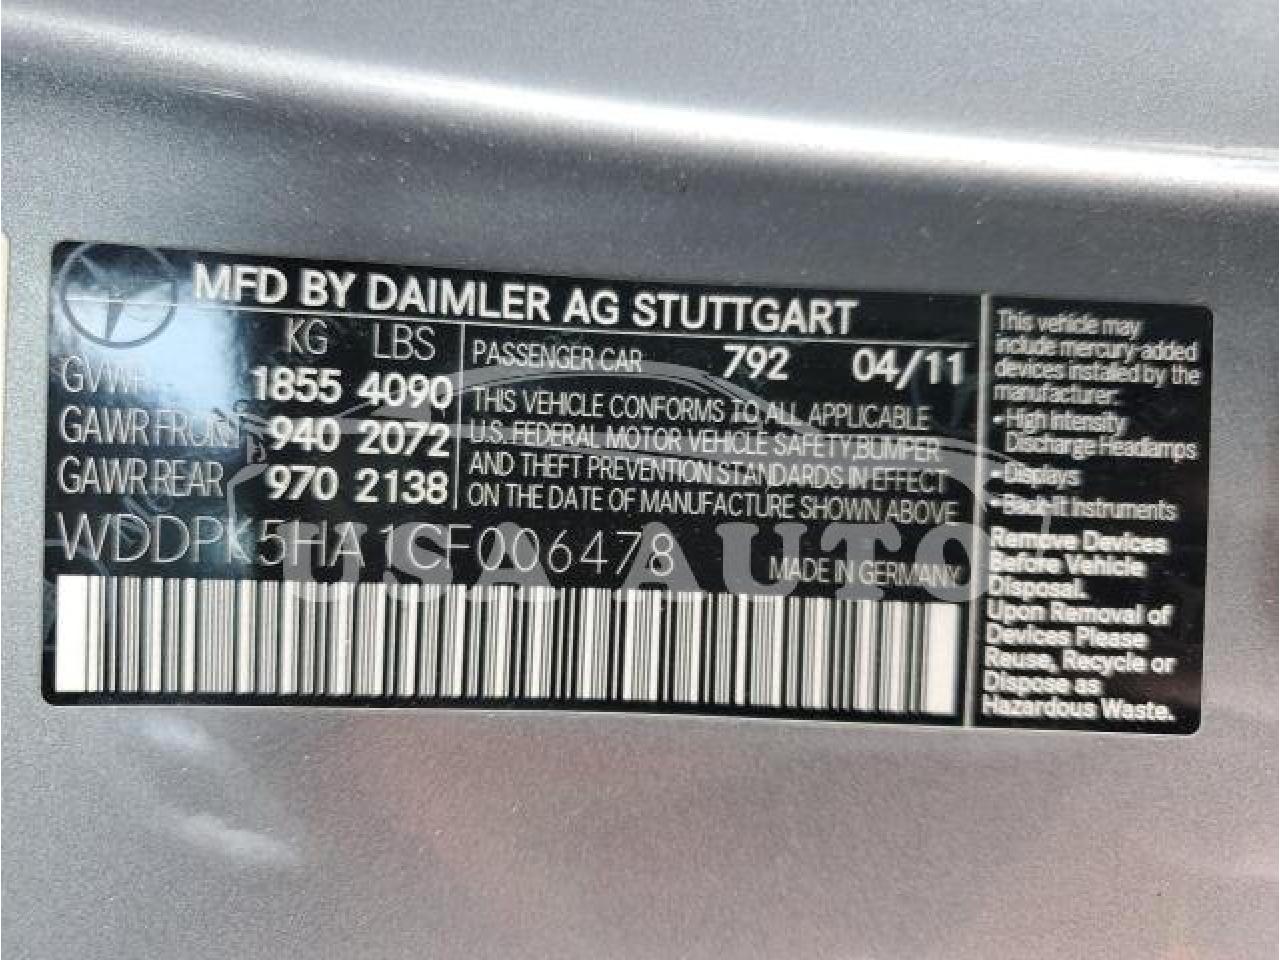 MFD BY DAIMLER AG STUTTGART
KG LBS
GVWR 1855 4090
GAWR FRONT 940 2072
GAWR REAR 970 2138
PASSENGER CAR 792 04/11
THIS VEHICLE CONFORMS TO ALL APPLICABLE
U.S. FEDERAL MOTOR VEHICLE SAFETY, BUMPER
AND THEFT PREVENTION STANDARDS IN EFFECT
ON THE DATE OF MANUFACTURE SHOWN ABOVE
WDDPK5HA1CF006478
MADE IN GERMANY
This vehicle may
include mercury-added
devices installed by the
manufacturer:
- High Intensity
Discharge Headlamps
- Displays
- Back-lit Instruments
Remove Devices
Before Vehicle
Disposal.
Upon Removal of
Devices Please
Reuse, Recycle or
Dispose as
Hazardous Waste.
USA AUTO